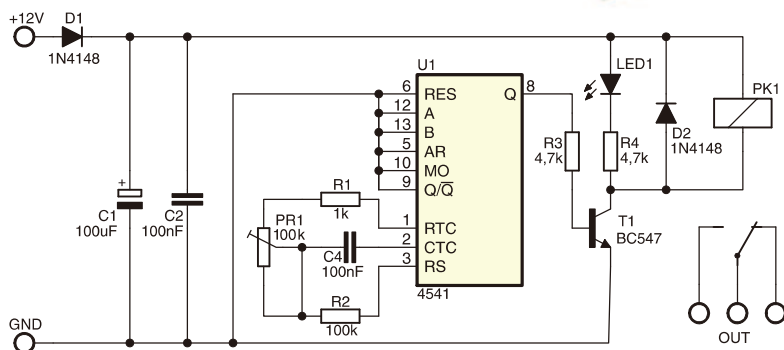 +12V
D1
1N4148
U1
LED1
PK1
6 RES Q 8
12 A
13 B
5 AR
10 MO
9 Q/Q̅
R3
4,7k
R4
4,7k
D2
1N4148
+
C1
100uF
C2
100nF
R1
1k
PR1
100k
1 RTC
2 CTC
3 RS
C4
100nF
R2
100k
4541
T1
BC547
GND
OUT